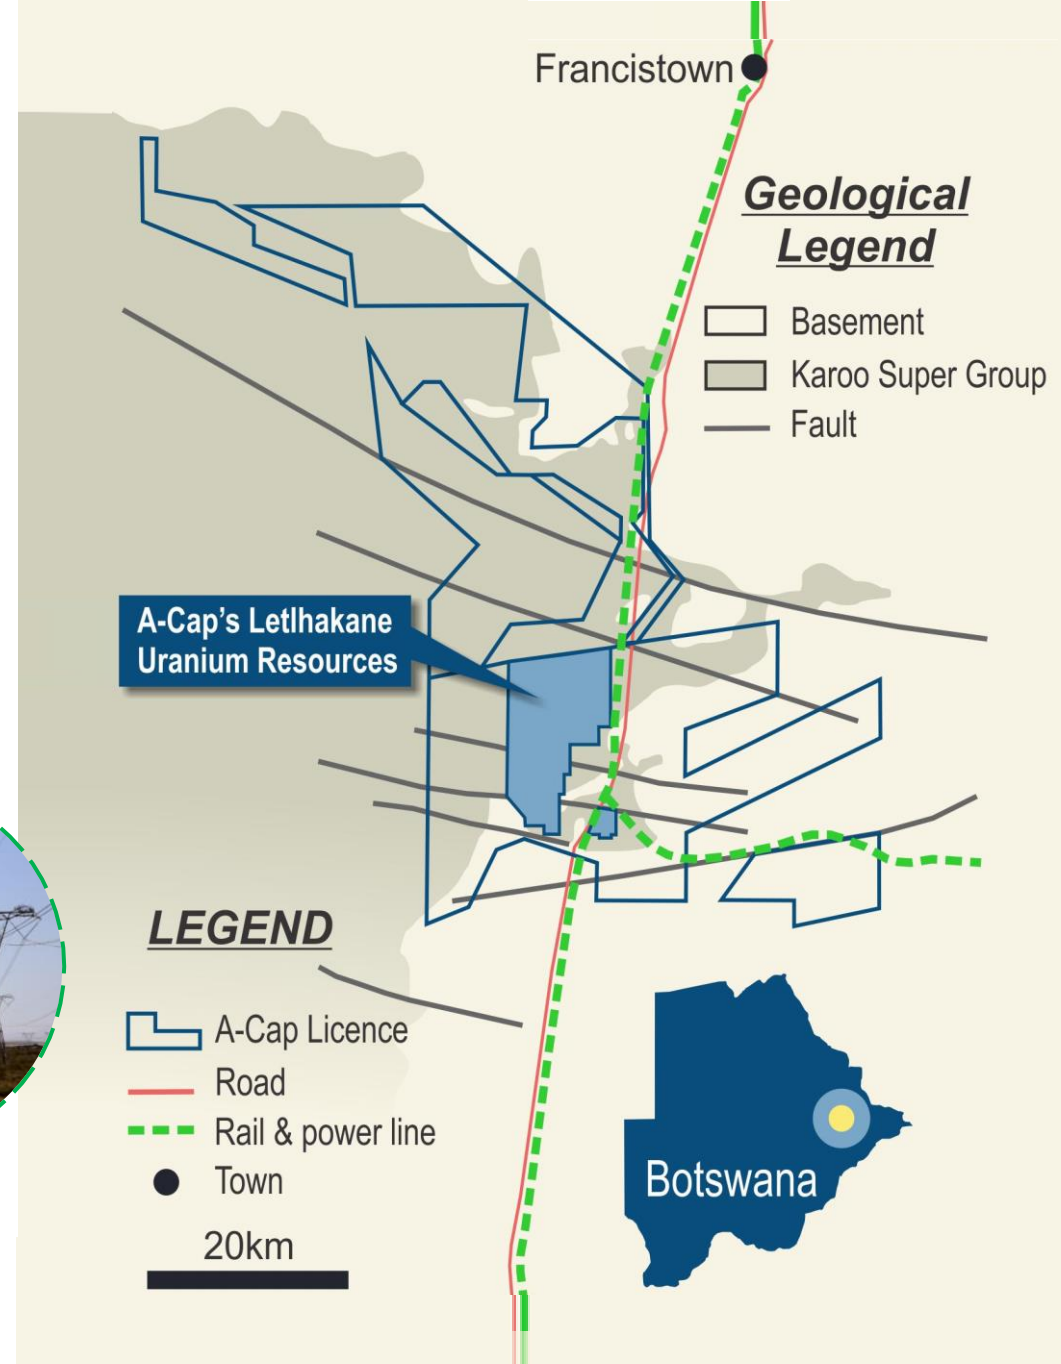 Francistown
Geological
Legend
Basement
Karoo Super Group
Fault
A-Cap's Letlhakane
Uranium Resources
LEGEND
A-Cap Licence
Road
Rail & power line
Town
20km
Botswana